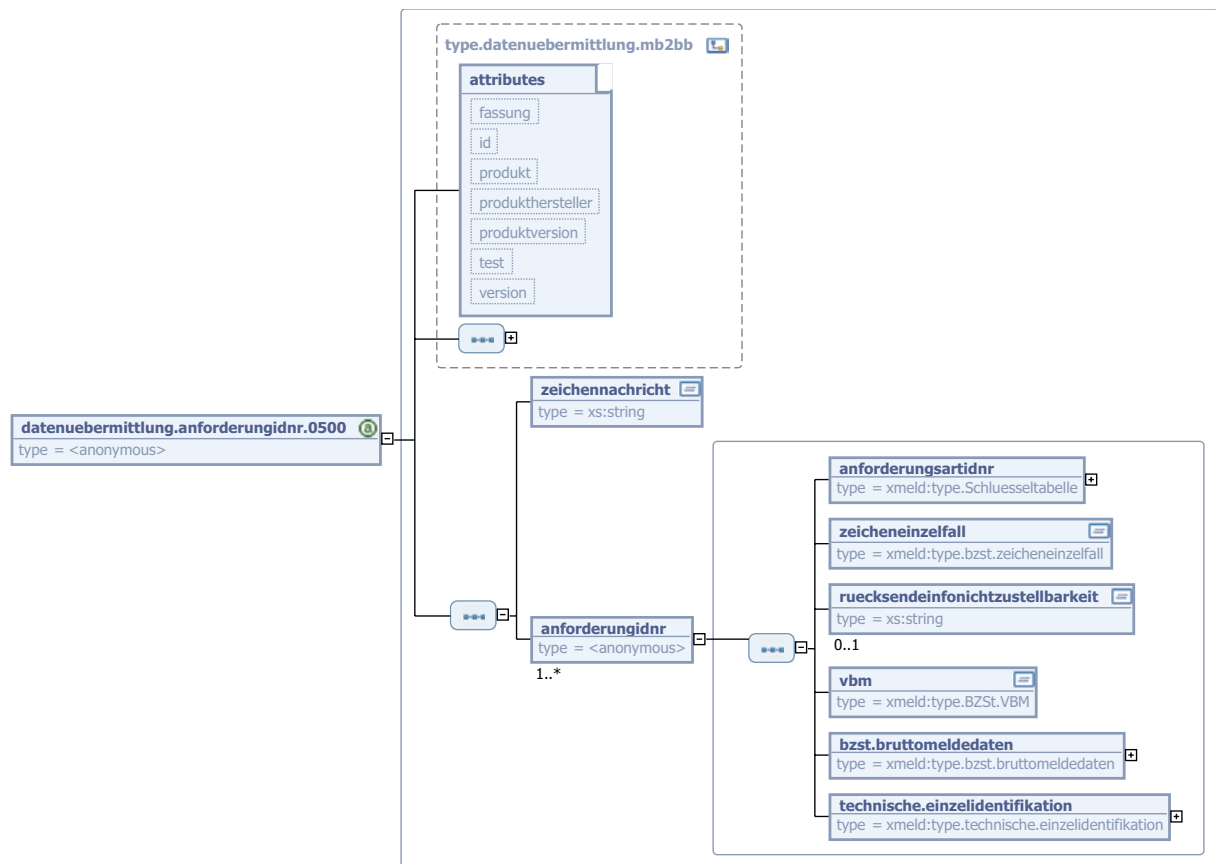 type.datenuebermittlung.mb2bb
attributes
fassung
id
produkt
produkthersteller
produktversion
test
version
zeichennachricht
type = xs:string
datenuebermittlung.anforderungidnr.0500 @
type = <anonymous>
anforderungidnr
type = <anonymous>
1..*
anforderungsartidnr
type = xmeld:type.Schluesseltabelle
zeicheneinzelfall
type = xmeld:type.bzst.zeicheneinzelfall
ruecksendeinfonichtzustellbarkeit
type = xs:string
0..1
vbm
type = xmeld:type.BZSt.VBM
bzst.bruttomeldedaten
type = xmeld:type.bzst.bruttomeldedaten
technische.einzelidentifikation
type = xmeld:type.technische.einzelidentifikation